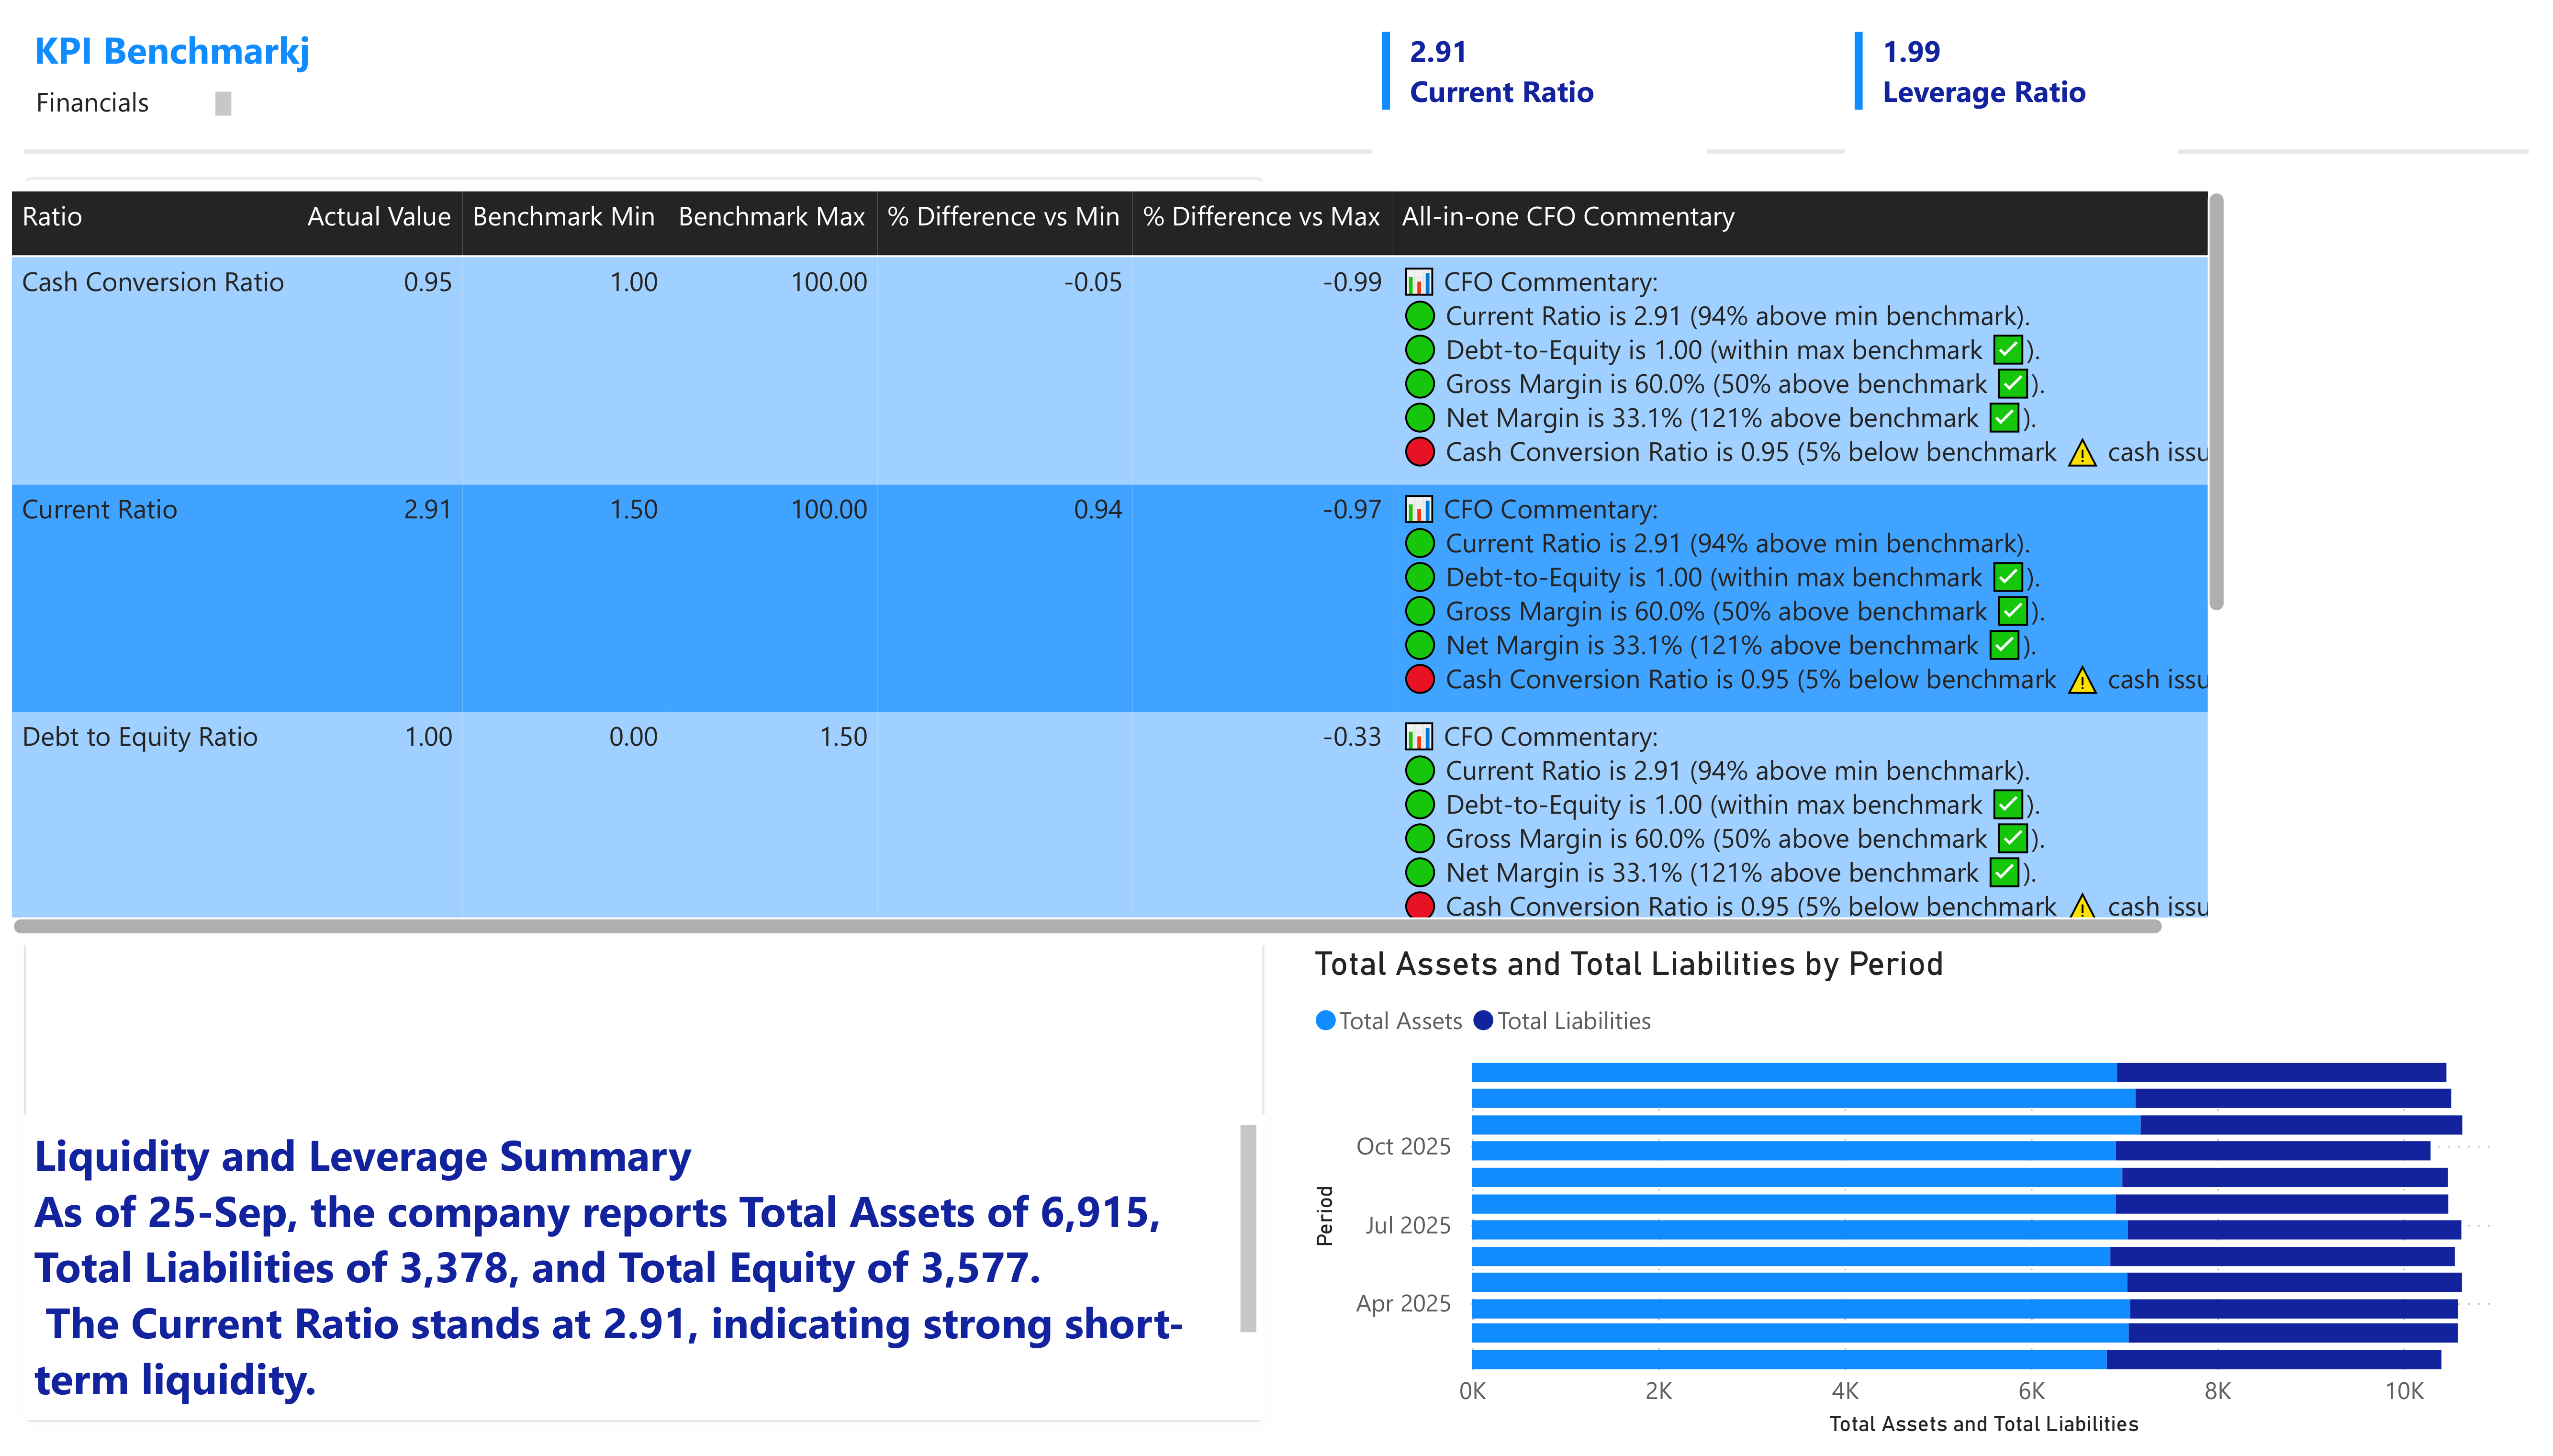 KPI Benchmarkj
Financials
2.91
Current Ratio
1.99
Leverage Ratio
Ratio Actual Value Benchmark Min Benchmark Max % Difference vs Min % Difference vs Max All-in-one CFO Commentary
Cash Conversion Ratio 0.95 1.00 100.00 -0.05 -0.99 📊 CFO Commentary:
🟢 Current Ratio is 2.91 (94% above min benchmark).
🟢 Debt-to-Equity is 1.00 (within max benchmark ✅).
🟢 Gross Margin is 60.0% (50% above benchmark ✅).
🟢 Net Margin is 33.1% (121% above benchmark ✅).
🔴 Cash Conversion Ratio is 0.95 (5% below benchmark ⚠️ cash issu
Current Ratio 2.91 1.50 100.00 0.94 -0.97 📊 CFO Commentary:
🟢 Current Ratio is 2.91 (94% above min benchmark).
🟢 Debt-to-Equity is 1.00 (within max benchmark ✅).
🟢 Gross Margin is 60.0% (50% above benchmark ✅).
🟢 Net Margin is 33.1% (121% above benchmark ✅).
🔴 Cash Conversion Ratio is 0.95 (5% below benchmark ⚠️ cash issu
Debt to Equity Ratio 1.00 0.00 1.50 -0.33 📊 CFO Commentary:
🟢 Current Ratio is 2.91 (94% above min benchmark).
🟢 Debt-to-Equity is 1.00 (within max benchmark ✅).
🟢 Gross Margin is 60.0% (50% above benchmark ✅).
🟢 Net Margin is 33.1% (121% above benchmark ✅).
🔴 Cash Conversion Ratio is 0.95 (5% below benchmark ⚠️ cash issu
Liquidity and Leverage Summary
As of 25-Sep, the company reports Total Assets of 6,915,
Total Liabilities of 3,378, and Total Equity of 3,577.
The Current Ratio stands at 2.91, indicating strong short-
term liquidity.
Total Assets and Total Liabilities by Period
Total Assets Total Liabilities
Period
Oct 2025
Jul 2025
Apr 2025
0K 2K 4K 6K 8K 10K
Total Assets and Total Liabilities